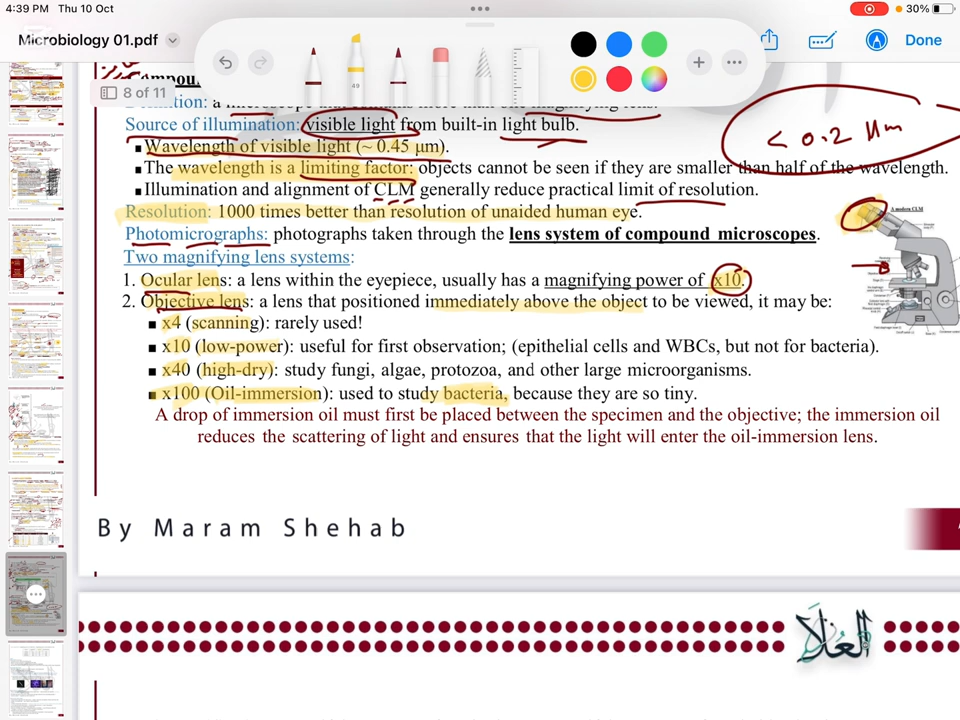 4:39 PM Thu 10 Oct
30%
Microbiology 01.pdf
Done
49
8 of 11
< 0.2 μm
Source of illumination: visible light from built-in light bulb.
▪ Wavelength of visible light (~ 0.45 μm).
▪ The wavelength is a limiting factor: objects cannot be seen if they are smaller than half of the wavelength.
▪ Illumination and alignment of CLM generally reduce practical limit of resolution.
Resolution: 1000 times better than resolution of unaided human eye.
A modern CLM
Photomicrographs: photographs taken through the lens system of compound microscopes.
Two magnifying lens systems:
1. Ocular lens: a lens within the eyepiece, usually has a magnifying power of x10.
2. Objective lens: a lens that positioned immediately above the object to be viewed, it may be:
▪ x4 (scanning): rarely used!
▪ x10 (low-power): useful for first observation; (epithelial cells and WBCs, but not for bacteria).
▪ x40 (high-dry): study fungi, algae, protozoa, and other large microorganisms.
▪ x100 (Oil-immersion): used to study bacteria, because they are so tiny.
A drop of immersion oil must first be placed between the specimen and the objective; the immersion oil
reduces the scattering of light and ensures that the light will enter the oil-immersion lens.
By Maram Shehab